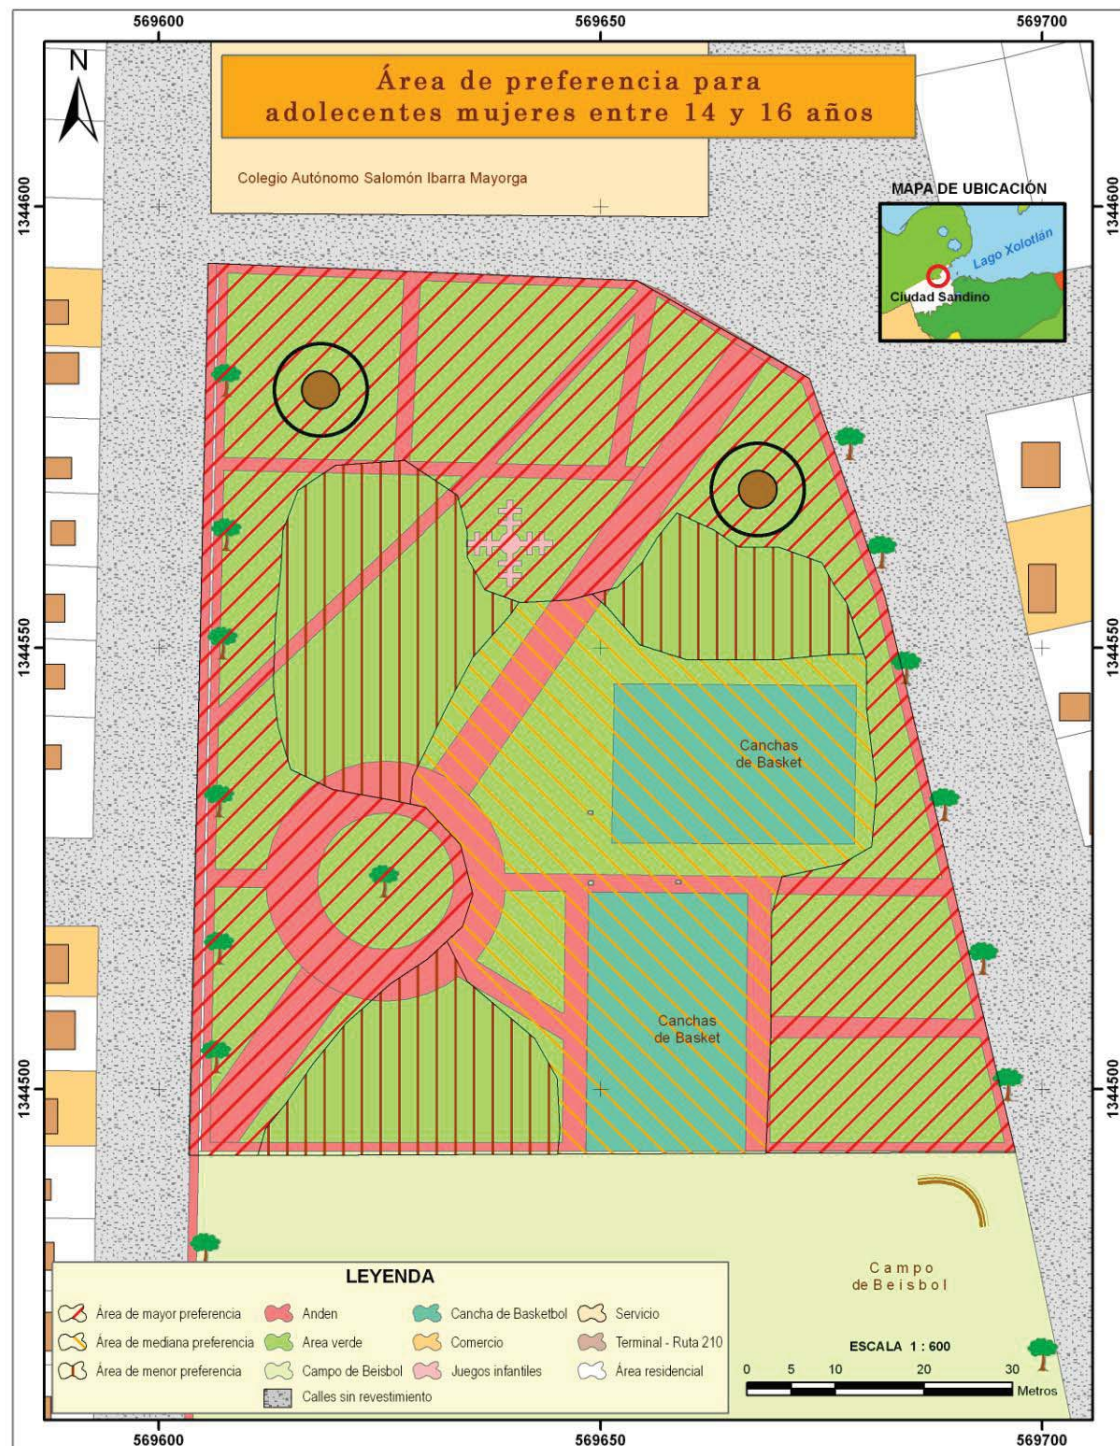 569600
569650
569700
N
Área de preferencia para
adolecentes mujeres entre 14 y 16 años
Colegio Autónomo Salomón Ibarra Mayorga
MAPA DE UBICACIÓN
Lago Xolotlán
Ciudad Sandino
1344600
1344600
1344550
1344550
Canchas
de Basket
Canchas
de Basket
1344500
1344500
Campo
de Beisbol
LEYENDA
Área de mayor preferencia
Anden
Cancha de Basketbol
Servicio
Área de mediana preferencia
Area verde
Comercio
Terminal - Ruta 210
Área de menor preferencia
Campo de Beisbol
Juegos infantiles
Área residencial
Calles sin revestimiento
ESCALA 1 : 600
0 5 10 20 30
Metros
569600
569650
569700